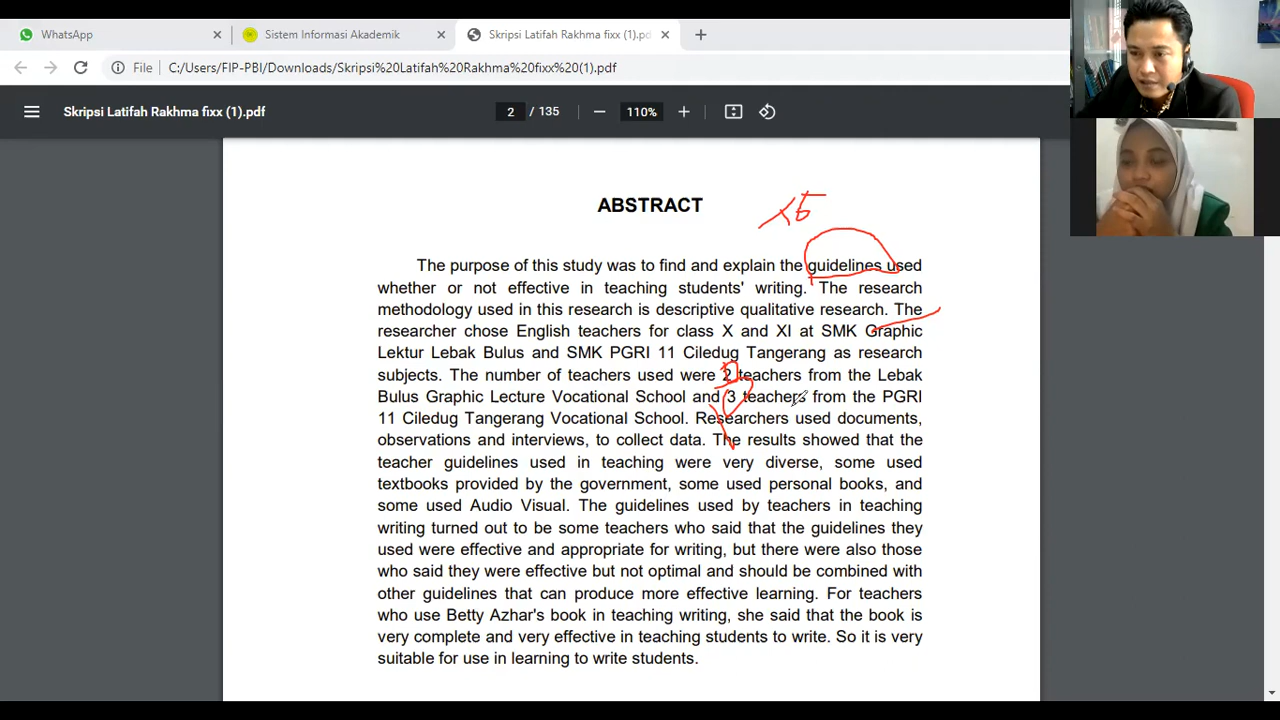 WhatsApp
Sistem Informasi Akademik
Skripsi Latifah Rakhma fixx (1).pd
File
C:/Users/FIP-PBI/Downloads/Skripsi%20Latifah%20Rakhma%20fixx%20(1).pdf
Skripsi Latifah Rakhma fixx (1).pdf
2 / 135
110%
ABSTRACT
The purpose of this study was to find and explain the guidelines used
whether or not effective in teaching students' writing. The research
methodology used in this research is descriptive qualitative research. The
researcher chose English teachers for class X and XI at SMK Graphic
Lektur Lebak Bulus and SMK PGRI 11 Ciledug Tangerang as research
subjects. The number of teachers used were 2 teachers from the Lebak
Bulus Graphic Lecture Vocational School and 3 teachers from the PGRI
11 Ciledug Tangerang Vocational School. Researchers used documents,
observations and interviews, to collect data. The results showed that the
teacher guidelines used in teaching were very diverse, some used
textbooks provided by the government, some used personal books, and
some used Audio Visual. The guidelines used by teachers in teaching
writing turned out to be some teachers who said that the guidelines they
used were effective and appropriate for writing, but there were also those
who said they were effective but not optimal and should be combined with
other guidelines that can produce more effective learning. For teachers
who use Betty Azhar's book in teaching writing, she said that the book is
very complete and very effective in teaching students to write. So it is very
suitable for use in learning to write students.